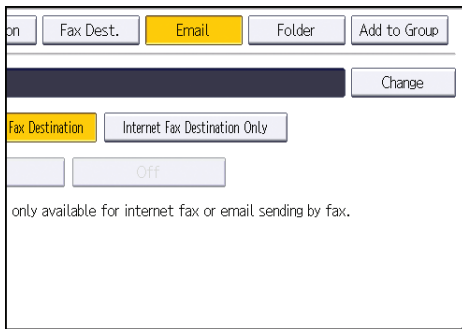 on Fax Dest. Email Folder Add to Group
Change
Fax Destination Internet Fax Destination Only
Off
only available for internet fax or email sending by fax.